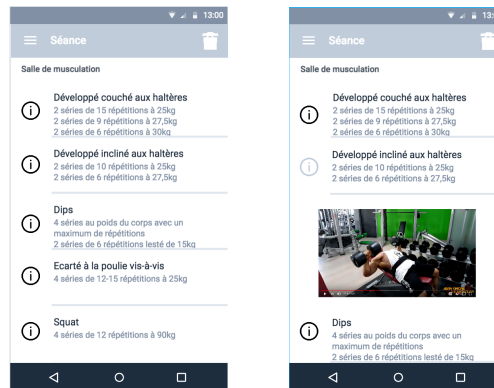 13:00
Séance
Salle de musculation
Développé couché aux haltères
2 séries de 15 répétitions à 25kg
2 séries de 9 répétitions à 27,5kg
2 séries de 6 répétitions à 30kg
Développé incliné aux haltères
2 séries de 10 répétitions à 25kg
2 séries de 6 répétitions à 27,5kg
Dips
4 séries au poids du corps avec un
maximum de répétitions
2 séries de 6 répétitions lesté de 15kg
Ecarté à la poulie vis-à-vis
4 séries de 12-15 répétitions à 25kg
Squat
4 séries de 12 répétitions à 90kg
Séance
Salle de musculation
Développé couché aux haltères
2 séries de 15 répétitions à 25kg
2 séries de 9 répétitions à 27,5kg
2 séries de 6 répétitions à 30kg
Développé incliné aux haltères
2 séries de 10 répétitions à 25kg
2 séries de 6 répétitions à 27,5kg
Dips
4 séries au poids du corps avec un
maximum de répétitions
2 séries de 6 répétitions lesté de 15kg